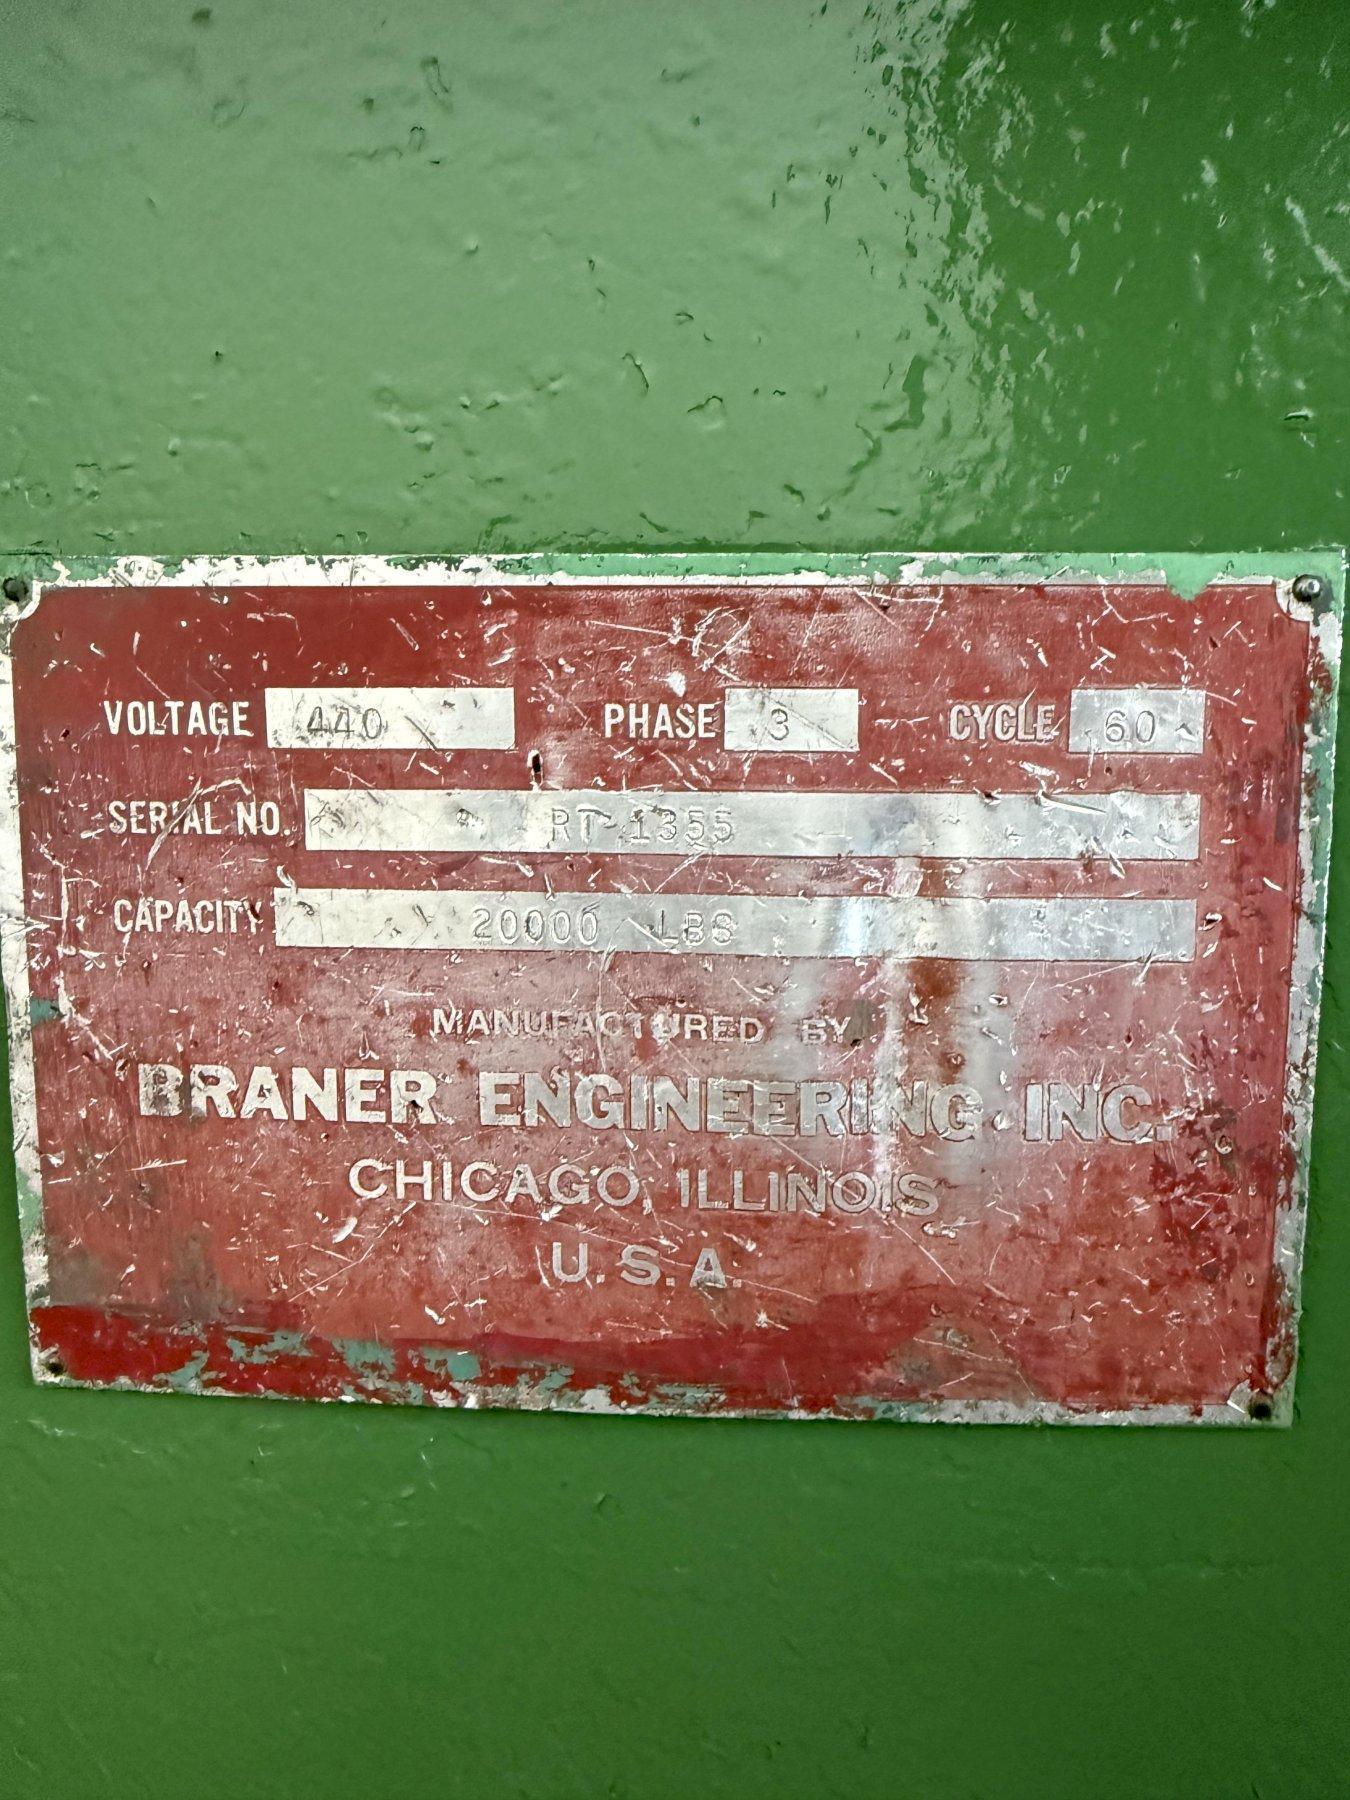 VOLTAGE 440 PHASE 3 CYCLE 60
SERIAL NO. RT-1355
CAPACITY 20000 LBS
MANUFACTURED BY
BRANER ENGINEERING INC.
CHICAGO, ILLINOIS
U.S.A.